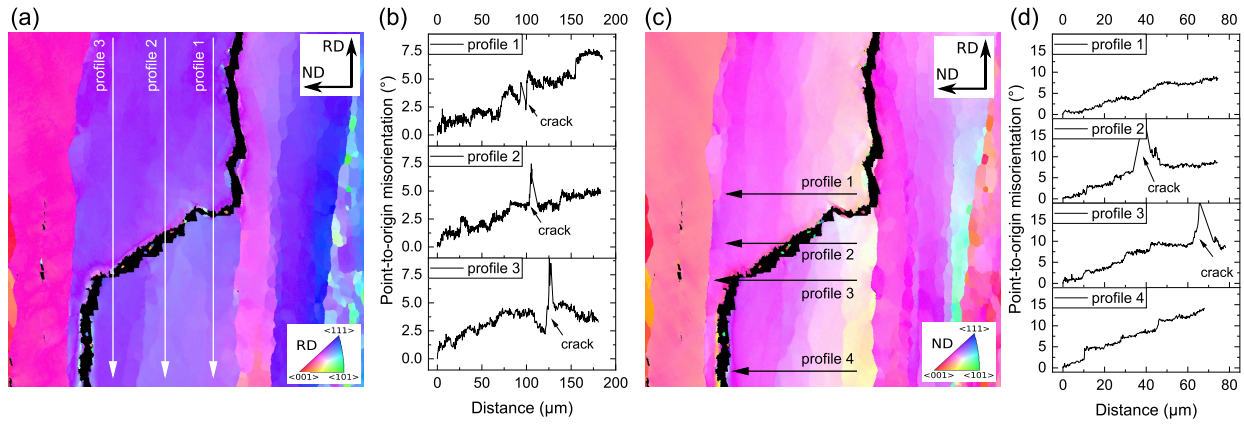 (a)
profile 3
profile 2
profile 1
RD
ND
RD
<111>
<001>
<101>
(b)
0 50 100 150 200
Point-to-origin misorientation (°)
profile 1
7.5
5.0
2.5
0.0
crack
profile 2
7.5
5.0
2.5
0.0
crack
profile 3
7.5
5.0
2.5
0.0
crack
0 50 100 150 200
Distance (µm)
(c)
RD
ND
profile 1
profile 2
profile 3
profile 4
ND
<111>
<001>
<101>
(d)
0 20 40 60 80
Point-to-origin misorientation (°)
profile 1
15
10
5
0
profile 2
15
10
5
0
crack
profile 3
15
10
5
0
crack
profile 4
15
10
5
0
0 20 40 60 80
Distance (µm)